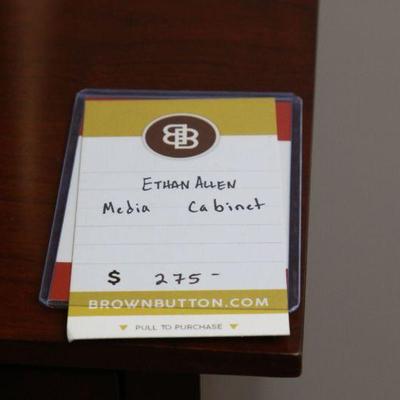 BB
ETHAN ALLEN
Media Cabinet
$ 275-
BROWNBUTTON.COM
▼ PULL TO PURCHASE ▼